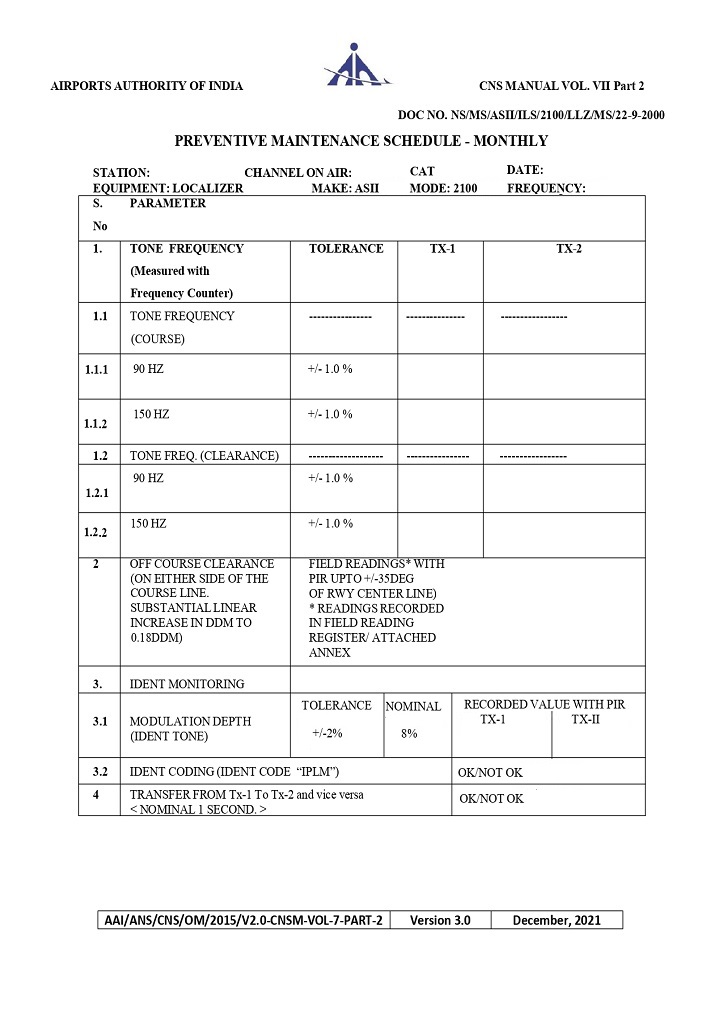 AIRPORTS AUTHORITY OF INDIA CNS MANUAL VOL. VII Part 2
DOC NO. NS/MS/ASII/ILS/2100/LLZ/MS/22-9-2000
PREVENTIVE MAINTENANCE SCHEDULE - MONTHLY
STATION: CHANNEL ON AIR: CAT DATE:
EQUIPMENT: LOCALIZER MAKE: ASII MODE: 2100 FREQUENCY:
S. PARAMETER
No
1. TONE FREQUENCY TOLERANCE TX-1 TX-2
(Measured with
Frequency Counter)
1.1 TONE FREQUENCY ---------------- --------------- -----------------
(COURSE)
1.1.1 90 HZ +/- 1.0 %
1.1.2 150 HZ +/- 1.0 %
1.2 TONE FREQ. (CLEARANCE) ------------------- ---------------- -----------------
1.2.1 90 HZ +/- 1.0 %
1.2.2 150 HZ +/- 1.0 %
2 OFF COURSE CLEARANCE FIELD READINGS* WITH
(ON EITHER SIDE OF THE PIR UPTO +/-35DEG
COURSE LINE. OF RWY CENTER LINE)
SUBSTANTIAL LINEAR * READINGS RECORDED
INCREASE IN DDM TO IN FIELD READING
0.18DDM) REGISTER/ ATTACHED
ANNEX
3. IDENT MONITORING
TOLERANCE NOMINAL RECORDED VALUE WITH PIR
3.1 MODULATION DEPTH TX-1 TX-II
(IDENT TONE) +/-2% 8%
3.2 IDENT CODING (IDENT CODE “IPLM”) OK/NOT OK
4 TRANSFER FROM Tx-1 To Tx-2 and vice versa OK/NOT OK
< NOMINAL 1 SECOND. >
AAI/ANS/CNS/OM/2015/V2.0-CNSM-VOL-7-PART-2 Version 3.0 December, 2021